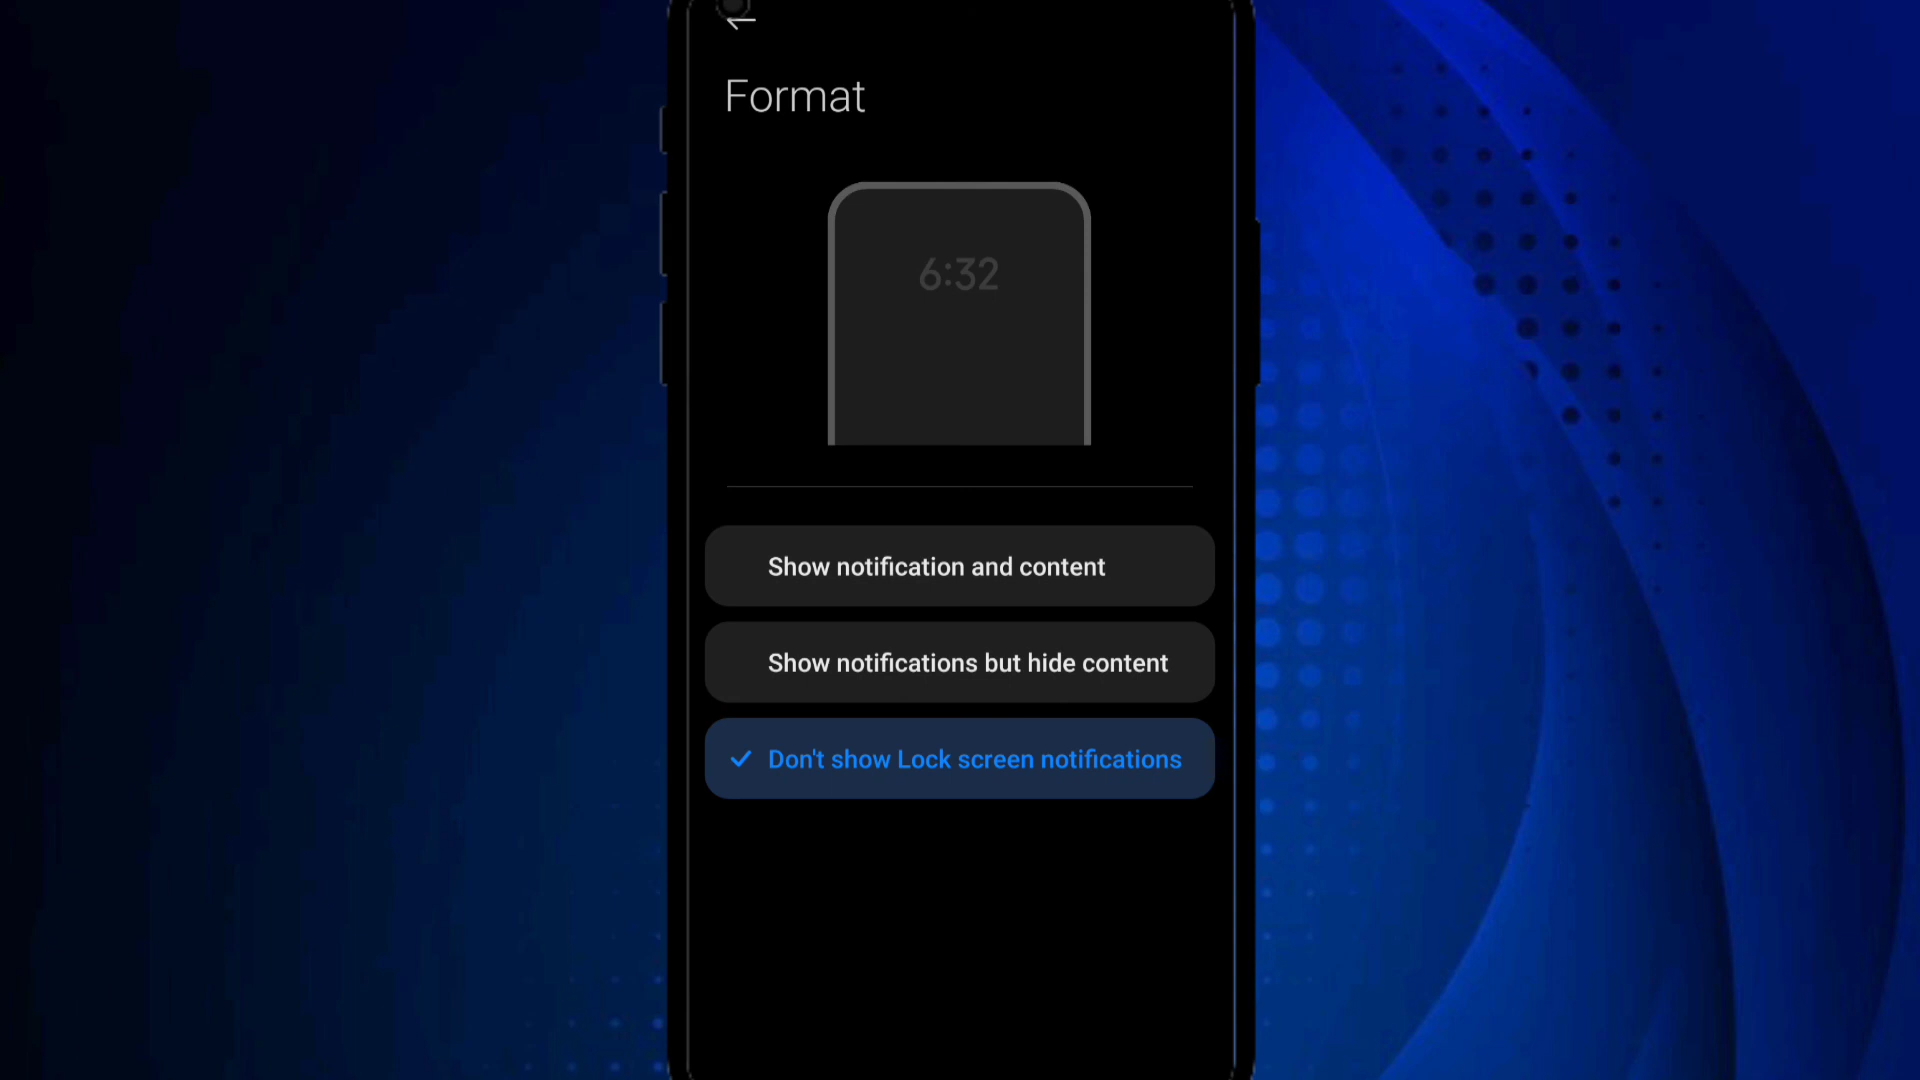 Format
6:32
Show notification and content
Show notifications but hide content
Don't show Lock screen notifications